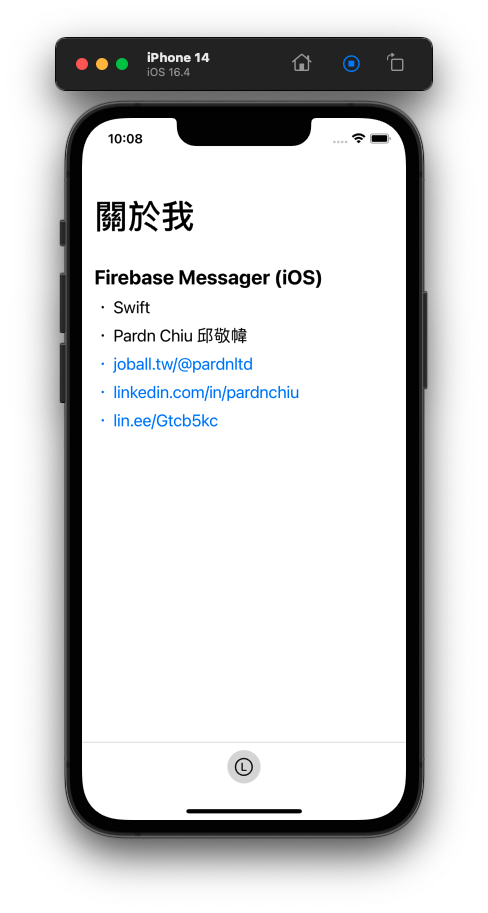 iPhone 14
iOS 16.4
10:08
關於我
Firebase Messager (iOS)
· Swift
· Pardn Chiu 邱敬幃
· joball.tw/@pardnltd
· linkedin.com/in/pardnchiu
· lin.ee/Gtcb5kc
L